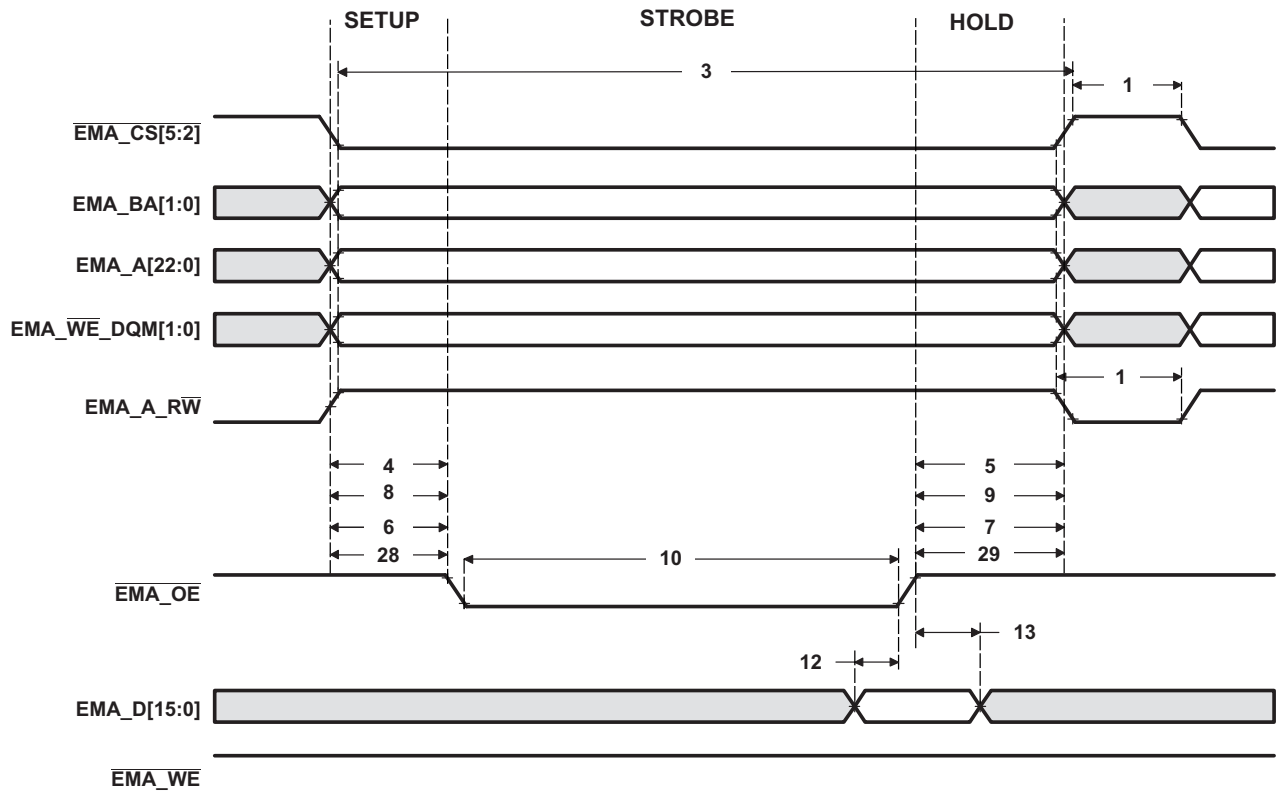 SETUP STROBE HOLD
3
1
EMA_CS[5:2]
EMA_BA[1:0]
EMA_A[22:0]
EMA_WE_DQM[1:0]
1
EMA_A_RW
4 5
8 9
6 7
28 29
10
EMA_OE
13
12
EMA_D[15:0]
EMA_WE